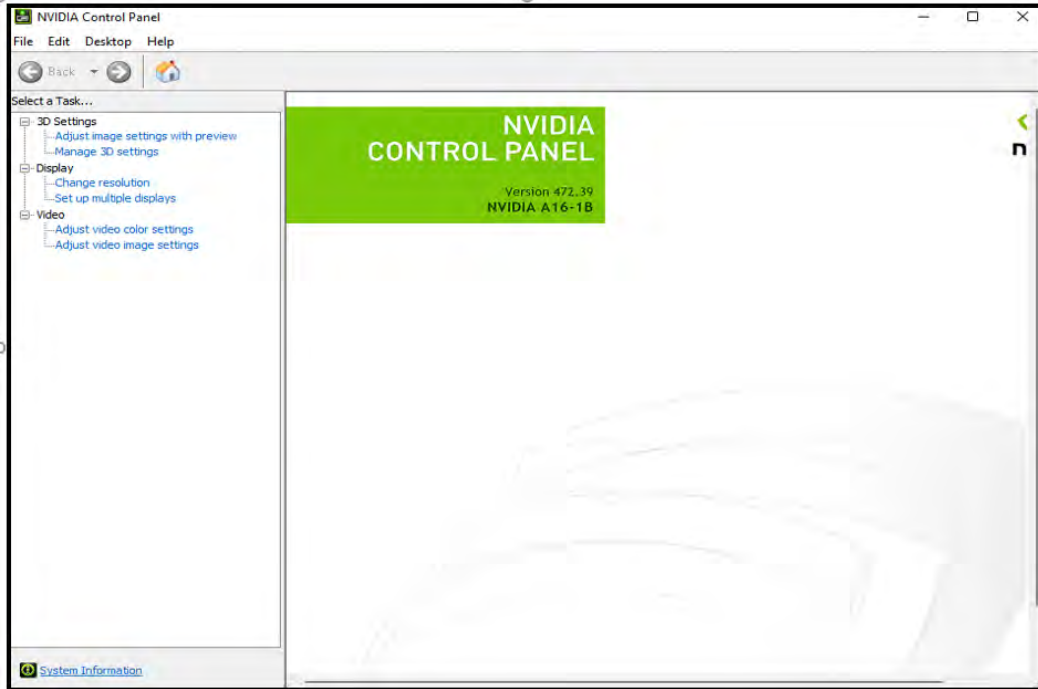 NVIDIA Control Panel
File Edit Desktop Help
Back
Select a Task...
3D Settings
Adjust image settings with preview
Manage 3D settings
Display
Change resolution
Set up multiple displays
Video
Adjust video color settings
Adjust video image settings
System Information
NVIDIA
CONTROL PANEL
Version 472.39
NVIDIA A16-1B
n